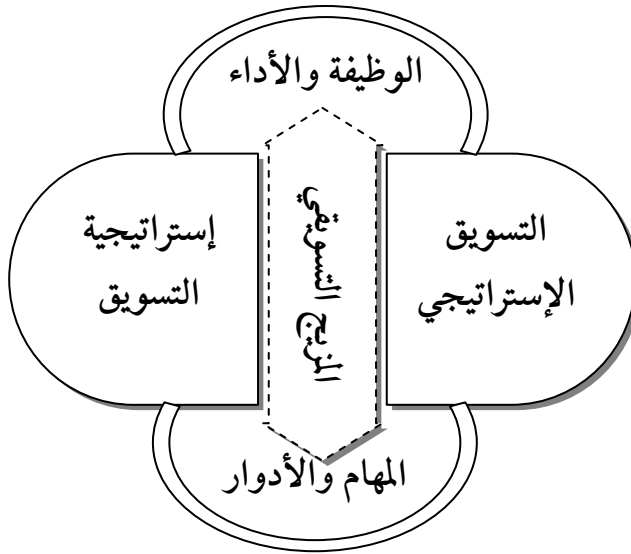 الوظيفة والأداء
التسويق
الإستراتيجي
المزيج التسويقي
إستراتيجية
التسويق
المهام والأدوار